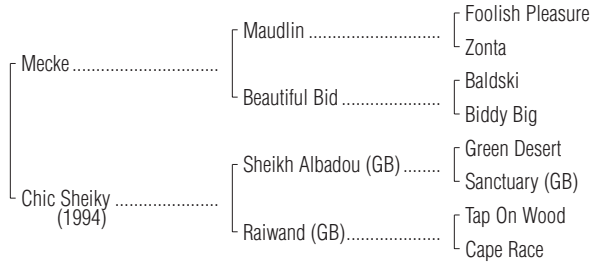 Foolish Pleasure
Maudlin ..............................
Zonta
Mecke .................................
Baldski
Beautiful Bid .......................
Biddy Big
Green Desert
Sheikh Albadou (GB) ........
Sanctuary (GB)
Chic Sheiky .......................
(1994)
Tap On Wood
Raiwand (GB).....................
Cape Race